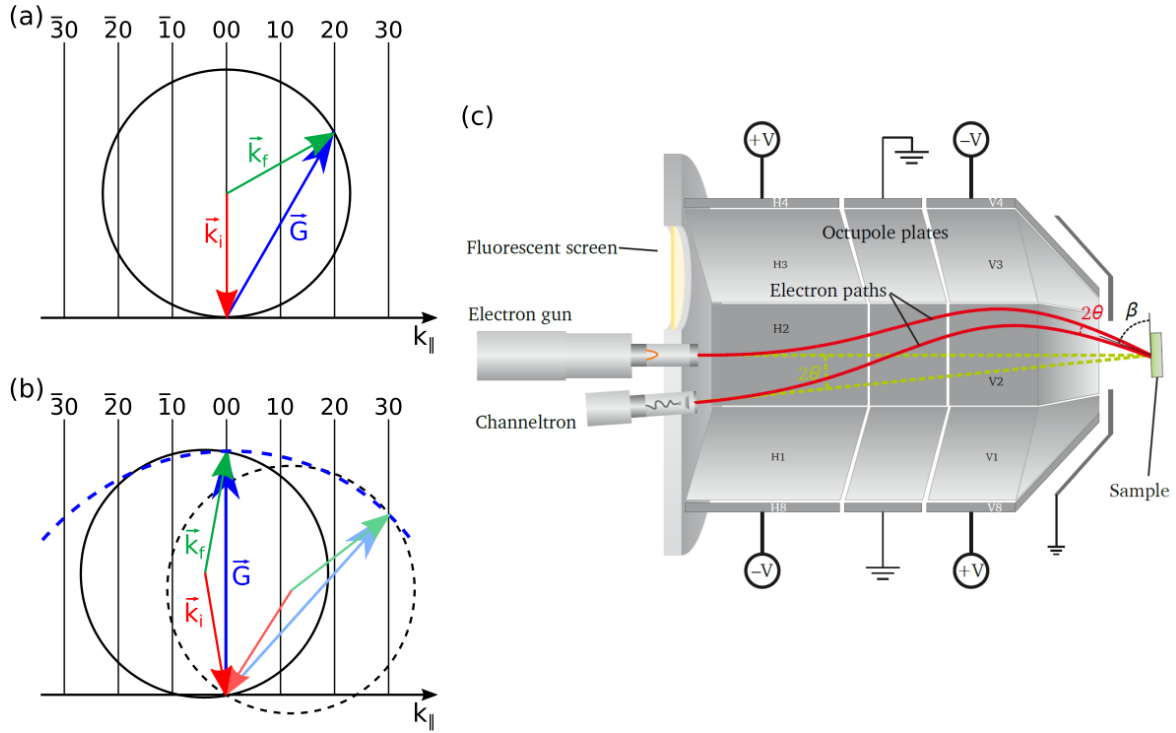 (a)
3̅0 2̅0 1̅0 00 10 20 30
k⃗f
k⃗i
G⃗
k∥
(b)
3̅0 2̅0 1̅0 00 10 20 30
k⃗f
G⃗
k⃗i
k∥
(c)
+V
–V
H4
V4
Octupole plates
Fluorescent screen
H3
V3
Electron paths
Electron gun
H2
2θ
β
2θ
V2
Channeltron
H1
V1
Sample
H8
V8
–V
+V